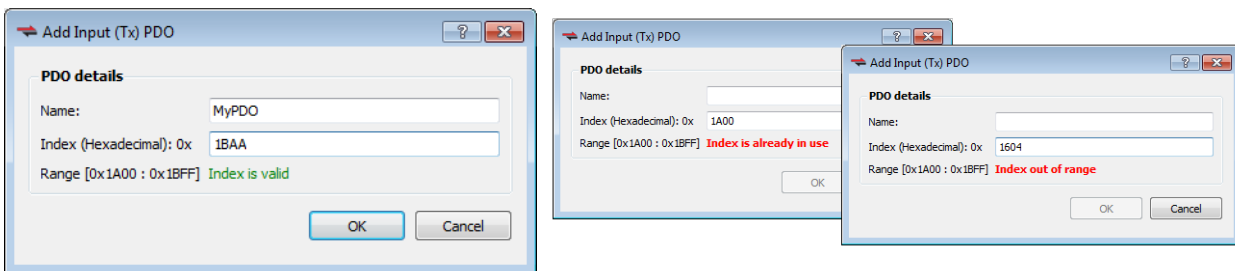 Add Input (Tx) PDO
PDO details
Name: MyPDO
Index (Hexadecimal): 0x 1BAA
Range [0x1A00 : 0x1BFF] Index is valid
OK Cancel
Add Input (Tx) PDO
PDO details
Name:
Index (Hexadecimal): 0x 1A00
Range [0x1A00 : 0x1BFF] Index is already in use
OK
Add Input (Tx) PDO
PDO details
Name:
Index (Hexadecimal): 0x 1604
Range [0x1A00 : 0x1BFF] Index out of range
OK Cancel